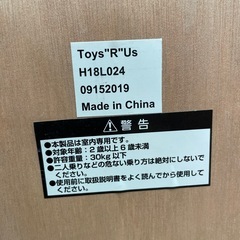 Toys"R"Us
H18L024
09152019
Made in China
警告
●本製品は室内専用です。
●対象年齢:2歳以上6歳未満
●許容重量:30kg以下
●二人乗りなどの危ない乗り方は絶対にしないで
ください。
●使用前に取扱説明書をよく読んでから使用して
ください。